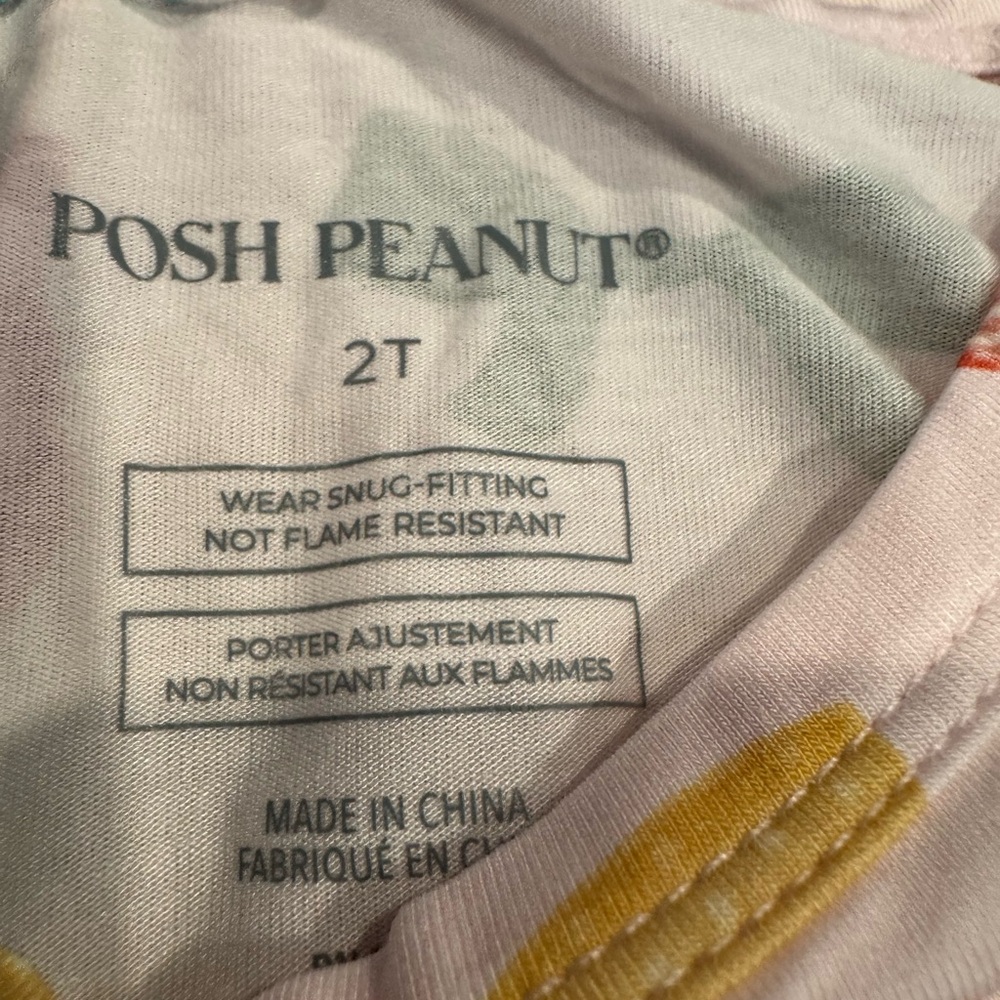 POSH PEANUT®
2T
WEAR SNUG-FITTING
NOT FLAME RESISTANT
PORTER AJUSTEMENT
NON RÉSISTANT AUX FLAMMES
MADE IN CHINA
FABRIQUÉ EN